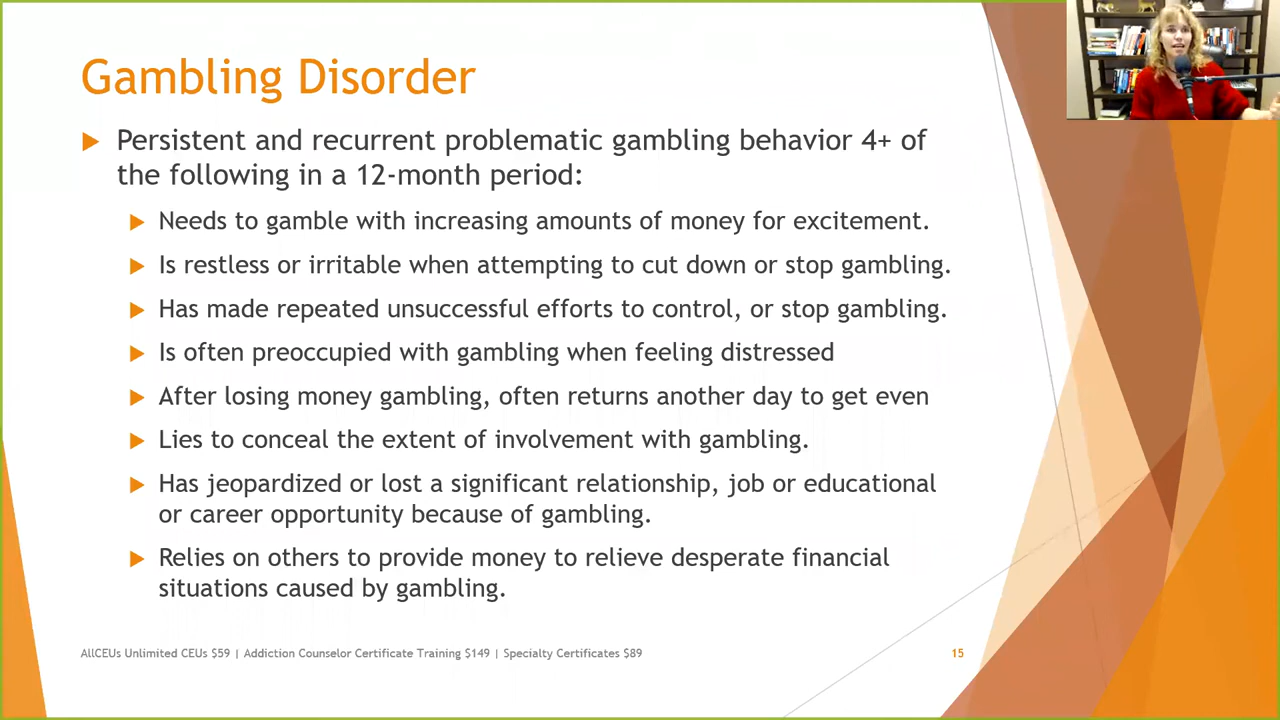 Gambling Disorder
Persistent and recurrent problematic gambling behavior 4+ of
the following in a 12-month period:
Needs to gamble with increasing amounts of money for excitement.
Is restless or irritable when attempting to cut down or stop gambling.
Has made repeated unsuccessful efforts to control, or stop gambling.
Is often preoccupied with gambling when feeling distressed
After losing money gambling, often returns another day to get even
Lies to conceal the extent of involvement with gambling.
Has jeopardized or lost a significant relationship, job or educational
or career opportunity because of gambling.
Relies on others to provide money to relieve desperate financial
situations caused by gambling.
AllCEUs Unlimited CEUs $59 | Addiction Counselor Certificate Training $149 | Specialty Certificates $89
15